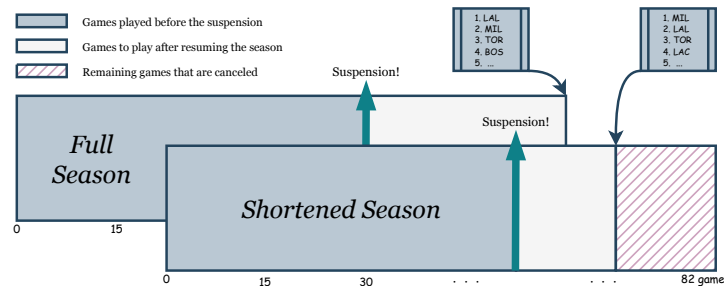 Games played before the suspension
Games to play after resuming the season
Remaining games that are canceled
1. LAL
2. MIL
3. TOR
4. BOS
5. ...
1. MIL
2. LAL
3. TOR
4. LAC
5. ...
Suspension!
Suspension!
Full
Season
Shortened Season
0
15
0
15
30
. . .
. . .
82 game